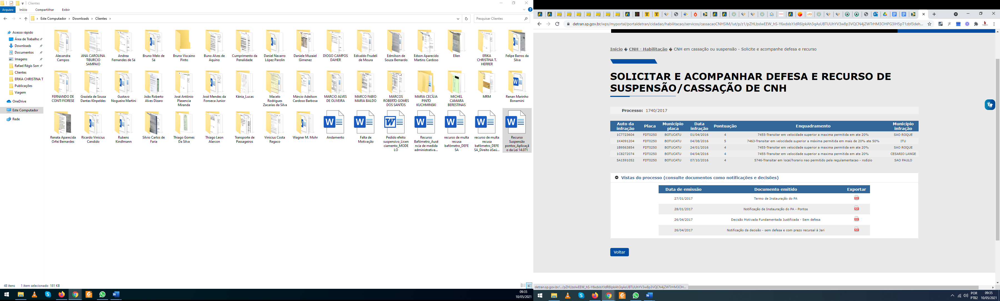 Clientes
Arquivo Início Compartilhar Exibir
Este Computador Downloads Clientes
Pesquisar Clientes
Acesso rápido
Área de Trabalho
Downloads
Documentos
Imagens
Rafael Régis Som
Clientes
ERIKA CHRISTINA T
Publicações
Viagem
OneDrive
Este Computador
Rede
Alexandra
Campos
ANA CAROLINA
TIBURCIO
SAMPAIO
Andrea
Fernandes de Sá
Bruno Melo de
Sá
Bruno Viscaino
Pinto
Buno Alves de
Aquino
Cumprimento da
Penalidade
Daniel Navarro
López Parolin
Daniele Muzaiel
Gimenez
DIOGO CAMPOS
DAHER
Edivaldo Frudeli
de Moura
Edmilson de
Souza Bernardo
Edson Aparecido
Martins Cardoso
Ellen
ERIKA
CHRISTINA T.
HERRER
Felipe Barros da
Silva
FERNANDO DE
CONTI FIORESE
Graziela de Sousa
Dantas KInpeldes
Gustavo
Nogueira Martini
João Roberto
Alves Dizaro
José Antônio
Plasencia
Miranda
José Mendes da
Fonseca Junior
Kênia_Lucas
Macelo
Rodrigues
Zacarias da Silva
Márcio Adeilson
Cardoso Barbosa
MARCIO ALVES
DE OLIVEIRA
MARCO FABIO
MARIA BALDO
MARCOS
ROBERTO GOMES
DOS SANTOS
MARIA CECÍLIA
PINTO
KUCHMINSKI
MICHEL
CAMARA
BERESTINAS
MRM
Renan Marinho
Bonamini
Renata Aparecida
Orfei Bernardes
Ricardo Vinicius
Candido
Rubens
Kindlmann
Silvio Carlos de
Faria
Thiago Gomes
Da Silva
Thiago Leon
Alarcon
Transporte de
Passageiros
Vinicius Costa
Regaco
Wagner M. Mohr
Andamento
Falta de
Motivação
Pedido efeito
suspensivo_Licen
ciamento_MODE
LO
Recurso
Bafômetro_Ausê
ncia de medida
administrativa...
recurso de multa
recusa
bafômetro_DEFE
SA
recurso de multa
recusa
bafômetro_DEFE
SA_Direito àSaú...
Recurso
Suspensão
pontos_Aplicaçã
o da Lei 14.071
48 itens 1 item selecionado 181 KB
09:35
10/05/2021
detran.sp.gov.br/wps/myportal/portaldetran/cidadao/habilitacao/servicos/cassacaoCNHSIM/!ut/p/z1/
Início � CNH - Habilitação � CNH em cassação ou suspensão - Solicite e acompanhe defesa e recurso
SOLICITAR E ACOMPANHAR DEFESA E RECURSO DE
SUSPENSÃO/CASSAÇÃO DE CNH
Processo: 1740/2017
Auto da infração Placa Município placa Data infração Pontuação Enquadramento Município infração
1C7723604 FDT0250 BOTUCATU 01/04/2016 4 7455-Transitar em velocidade superior a maxima permitida em ate 20% SAO ROQUE
1K4091204 FDT0250 BOTUCATU 04/08/2016 5 7463-Transitar em velocidade superior a máxima permitida em mais de 20% ate 50% ITU
1B9563854 FDT0250 BOTUCATU 24/01/2016 4 7455-Transitar em velocidade superior a maxima permitida em ate 20% SAO ROQUE
1C8272074 FDT0250 BOTUCATU 04/04/2016 4 7455-Transitar em velocidade superior a maxima permitida em ate 20% CESARIO LANGE
5A1591052 FDT0250 BOTUCATU 07/10/2016 4 5746-Transitar em local/horario nao permitido pela regulamentacao - rodizio SAO PAULO
Vistas do processo (consulte documentos como notificações e decisões)
Data de emissão Documento emitido Exportar
27/01/2017 Termo de Instauração do PA
28/01/2017 Notificação de Instauração do PA - Pontos
26/04/2017 Decisão Motivada Fundamentada Justificada - Sem defesa
26/04/2017 Notificação da decisão - sem defesa e com prazo recursal à Jari
Voltar
POR
PTB2
09:35
10/05/2021